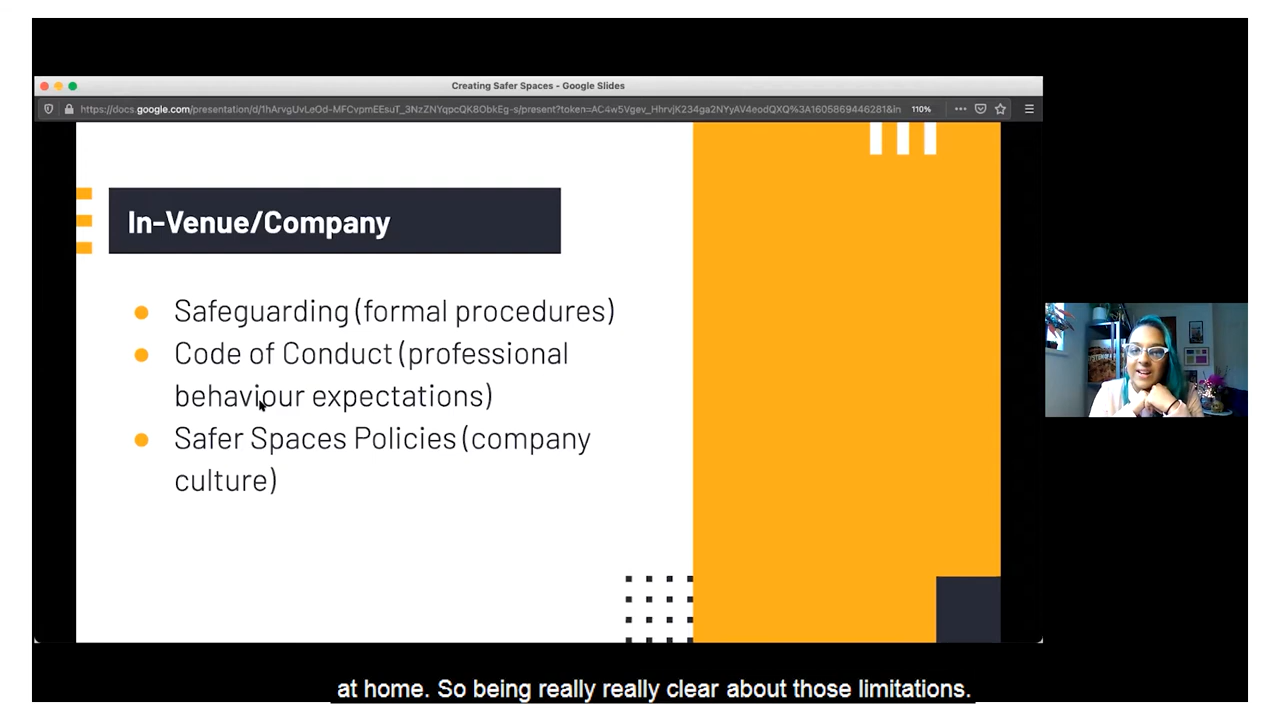 Creating Safer Spaces - Google Slides
110%
In-Venue/Company
Safeguarding (formal procedures)
Code of Conduct (professional
behaviour expectations)
Safer Spaces Policies (company
culture)
at home. So being really really clear about those limitations.